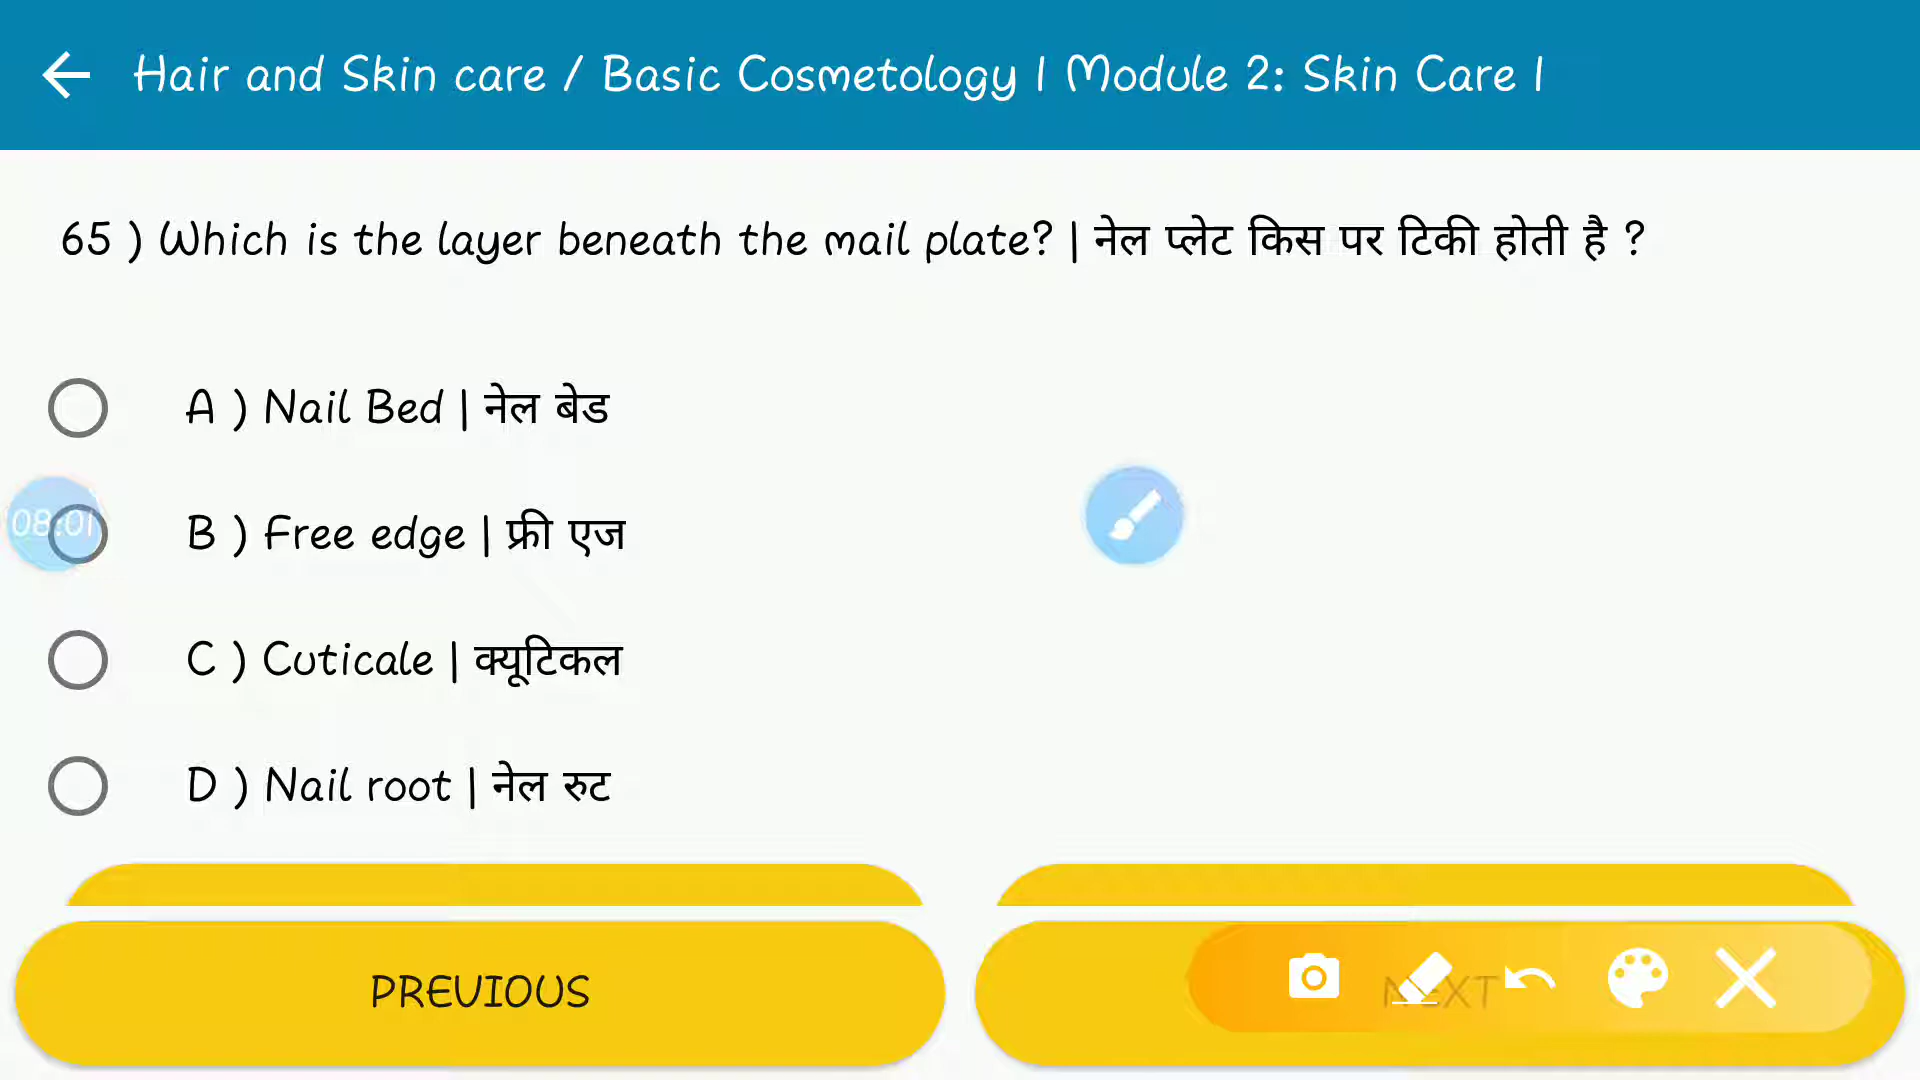 Hair and Skin care / Basic Cosmetology | Module 2: Skin Care I
65 ) Which is the layer beneath the mail plate? | नेल प्लेट किस पर टिकी होती है ?
A ) Nail Bed | नेल बेड
08:01
B ) Free edge | फ्री एज
C ) Cuticale | क्यूटिकल
D ) Nail root | नेल रुट
PREVIOUS
NEXT